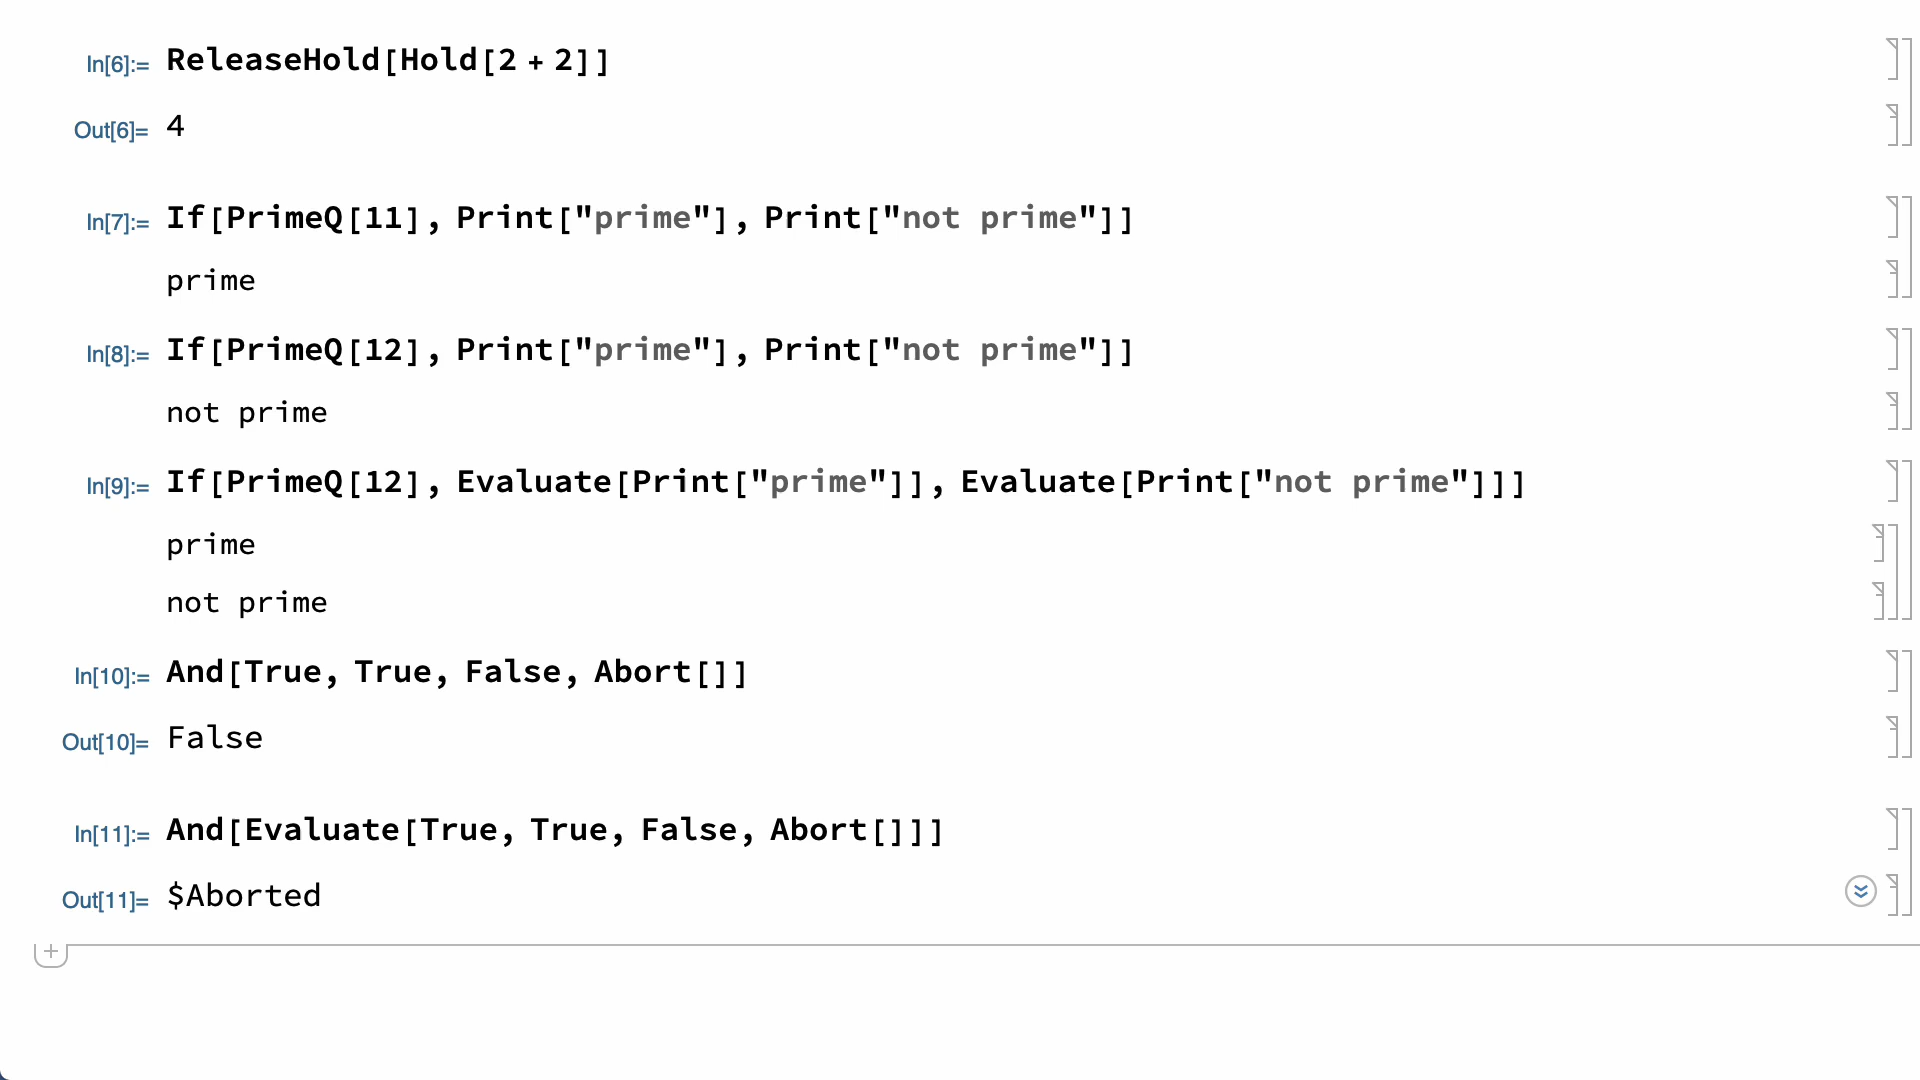 In[6]:= ReleaseHold[Hold[2 + 2]]
Out[6]= 4
In[7]:= If[PrimeQ[11], Print["prime"], Print["not prime"]]
prime
In[8]:= If[PrimeQ[12], Print["prime"], Print["not prime"]]
not prime
In[9]:= If[PrimeQ[12], Evaluate[Print["prime"]], Evaluate[Print["not prime"]]]
prime
not prime
In[10]:= And[True, True, False, Abort[]]
Out[10]= False
In[11]:= And[Evaluate[True, True, False, Abort[]]]
Out[11]= $Aborted